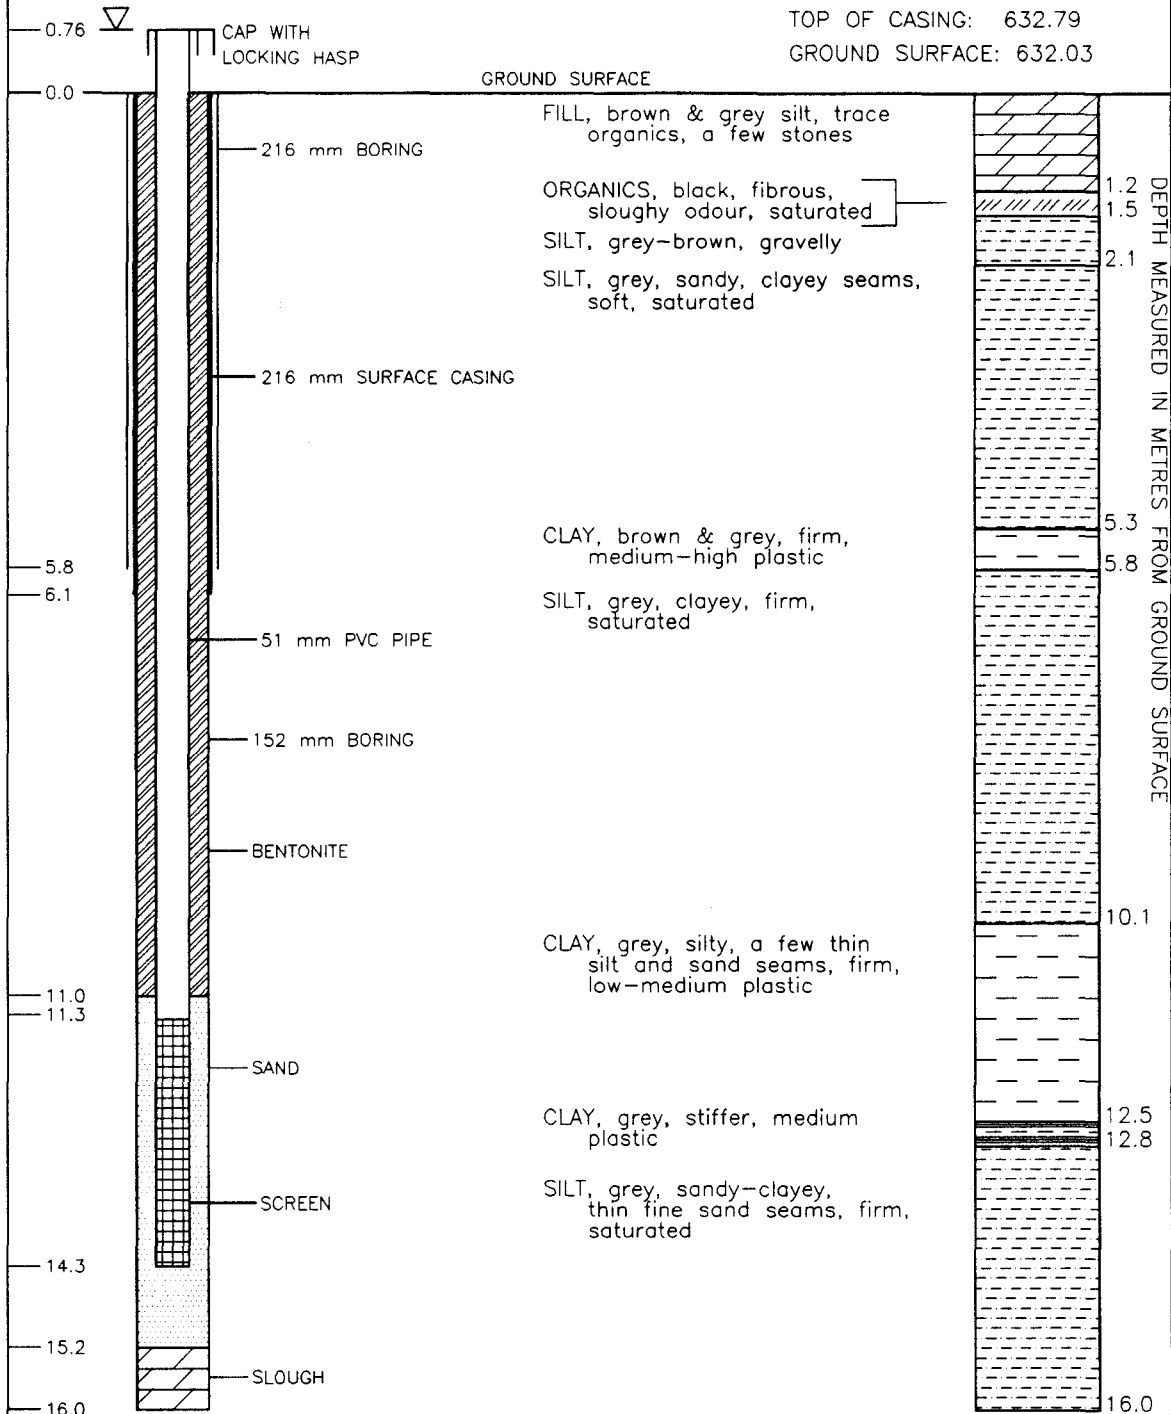 TOP OF CASING: 632.79
GROUND SURFACE: 632.03
0.76
CAP WITH
LOCKING HASP
GROUND SURFACE
0.0
216 mm BORING
216 mm SURFACE CASING
5.8
6.1
51 mm PVC PIPE
152 mm BORING
BENTONITE
11.0
11.3
SAND
SCREEN
14.3
15.2
SLOUGH
16.0
FILL, brown & grey silt, trace
organics, a few stones
ORGANICS, black, fibrous,
sloughy odour, saturated
SILT, grey-brown, gravelly
SILT, grey, sandy, clayey seams,
soft, saturated
CLAY, brown & grey, firm,
medium-high plastic
SILT, grey, clayey, firm,
saturated
CLAY, grey, silty, a few thin
silt and sand seams, firm,
low-medium plastic
CLAY, grey, stiffer, medium
plastic
SILT, grey, sandy-clayey,
thin fine sand seams, firm,
saturated
1.2
1.5
2.1
5.3
5.8
10.1
12.5
12.8
16.0
DEPTH MEASURED IN METRES FROM GROUND SURFACE